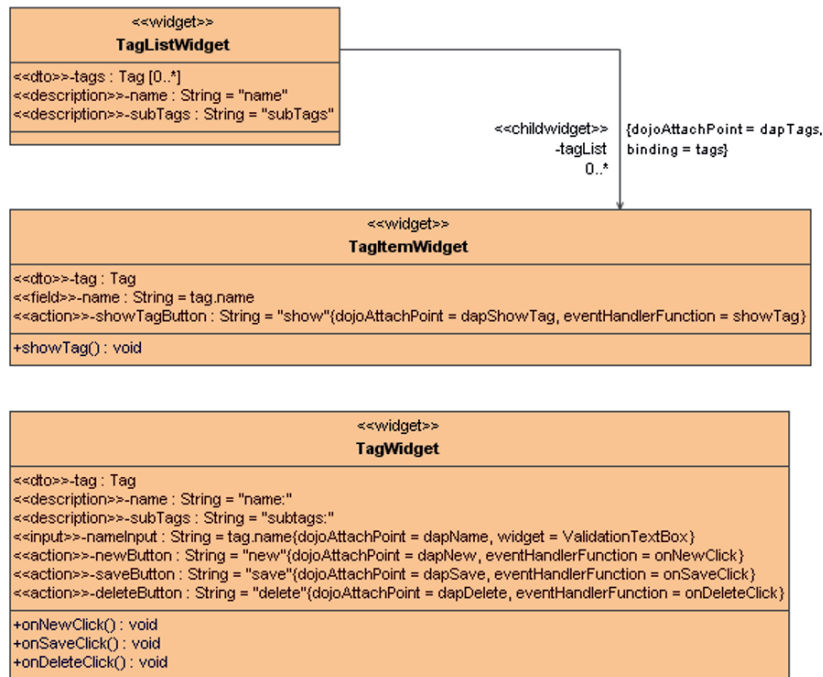 <<widget>>
TagListWidget
<<dto>>-tags : Tag [0..*]
<<description>>-name : String = "name"
<<description>>-subTags : String = "subTags"
<<childwidget>>
-tagList
0..*
{dojoAttachPoint = dapTags,
binding = tags}
<<widget>>
TagItemWidget
<<dto>>-tag : Tag
<<field>>-name : String = tag.name
<<action>>-showTagButton : String = "show"{dojoAttachPoint = dapShowTag, eventHandlerFunction = showTag}
+showTag() : void
<<widget>>
TagWidget
<<dto>>-tag : Tag
<<description>>-name : String = "name:"
<<description>>-subTags : String = "subtags:"
<<input>>-nameInput : String = tag.name{dojoAttachPoint = dapName, widget = ValidationTextBox}
<<action>>-newButton : String = "new"{dojoAttachPoint = dapNew, eventHandlerFunction = onNewClick}
<<action>>-saveButton : String = "save"{dojoAttachPoint = dapSave, eventHandlerFunction = onSaveClick}
<<action>>-deleteButton : String = "delete"{dojoAttachPoint = dapDelete, eventHandlerFunction = onDeleteClick}
+onNewClick() : void
+onSaveClick() : void
+onDeleteClick() : void